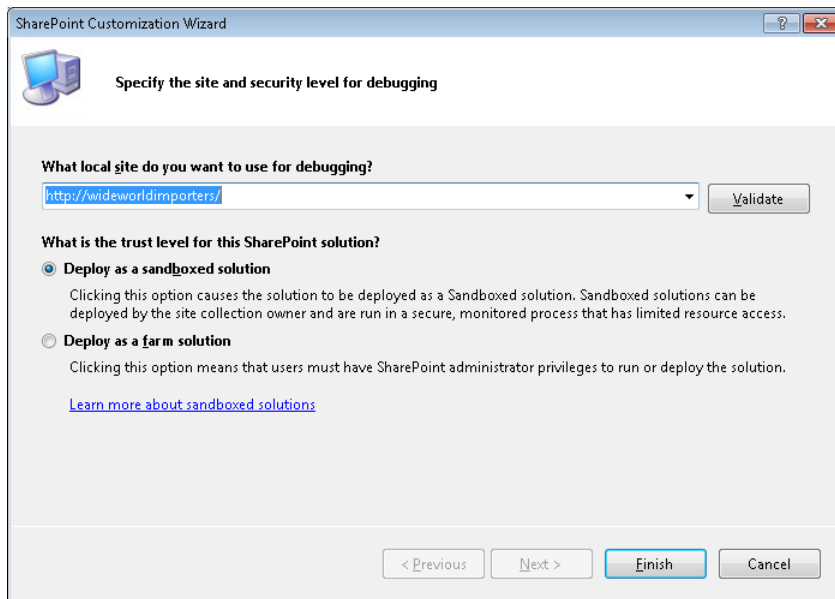 SharePoint Customization Wizard
Specify the site and security level for debugging
What local site do you want to use for debugging?
http://wideworldimporters/
Validate
What is the trust level for this SharePoint solution?
Deploy as a sandboxed solution
Clicking this option causes the solution to be deployed as a Sandboxed solution. Sandboxed solutions can be
deployed by the site collection owner and are run in a secure, monitored process that has limited resource access.
Deploy as a farm solution
Clicking this option means that users must have SharePoint administrator privileges to run or deploy the solution.
Learn more about sandboxed solutions
< Previous Next > Finish Cancel